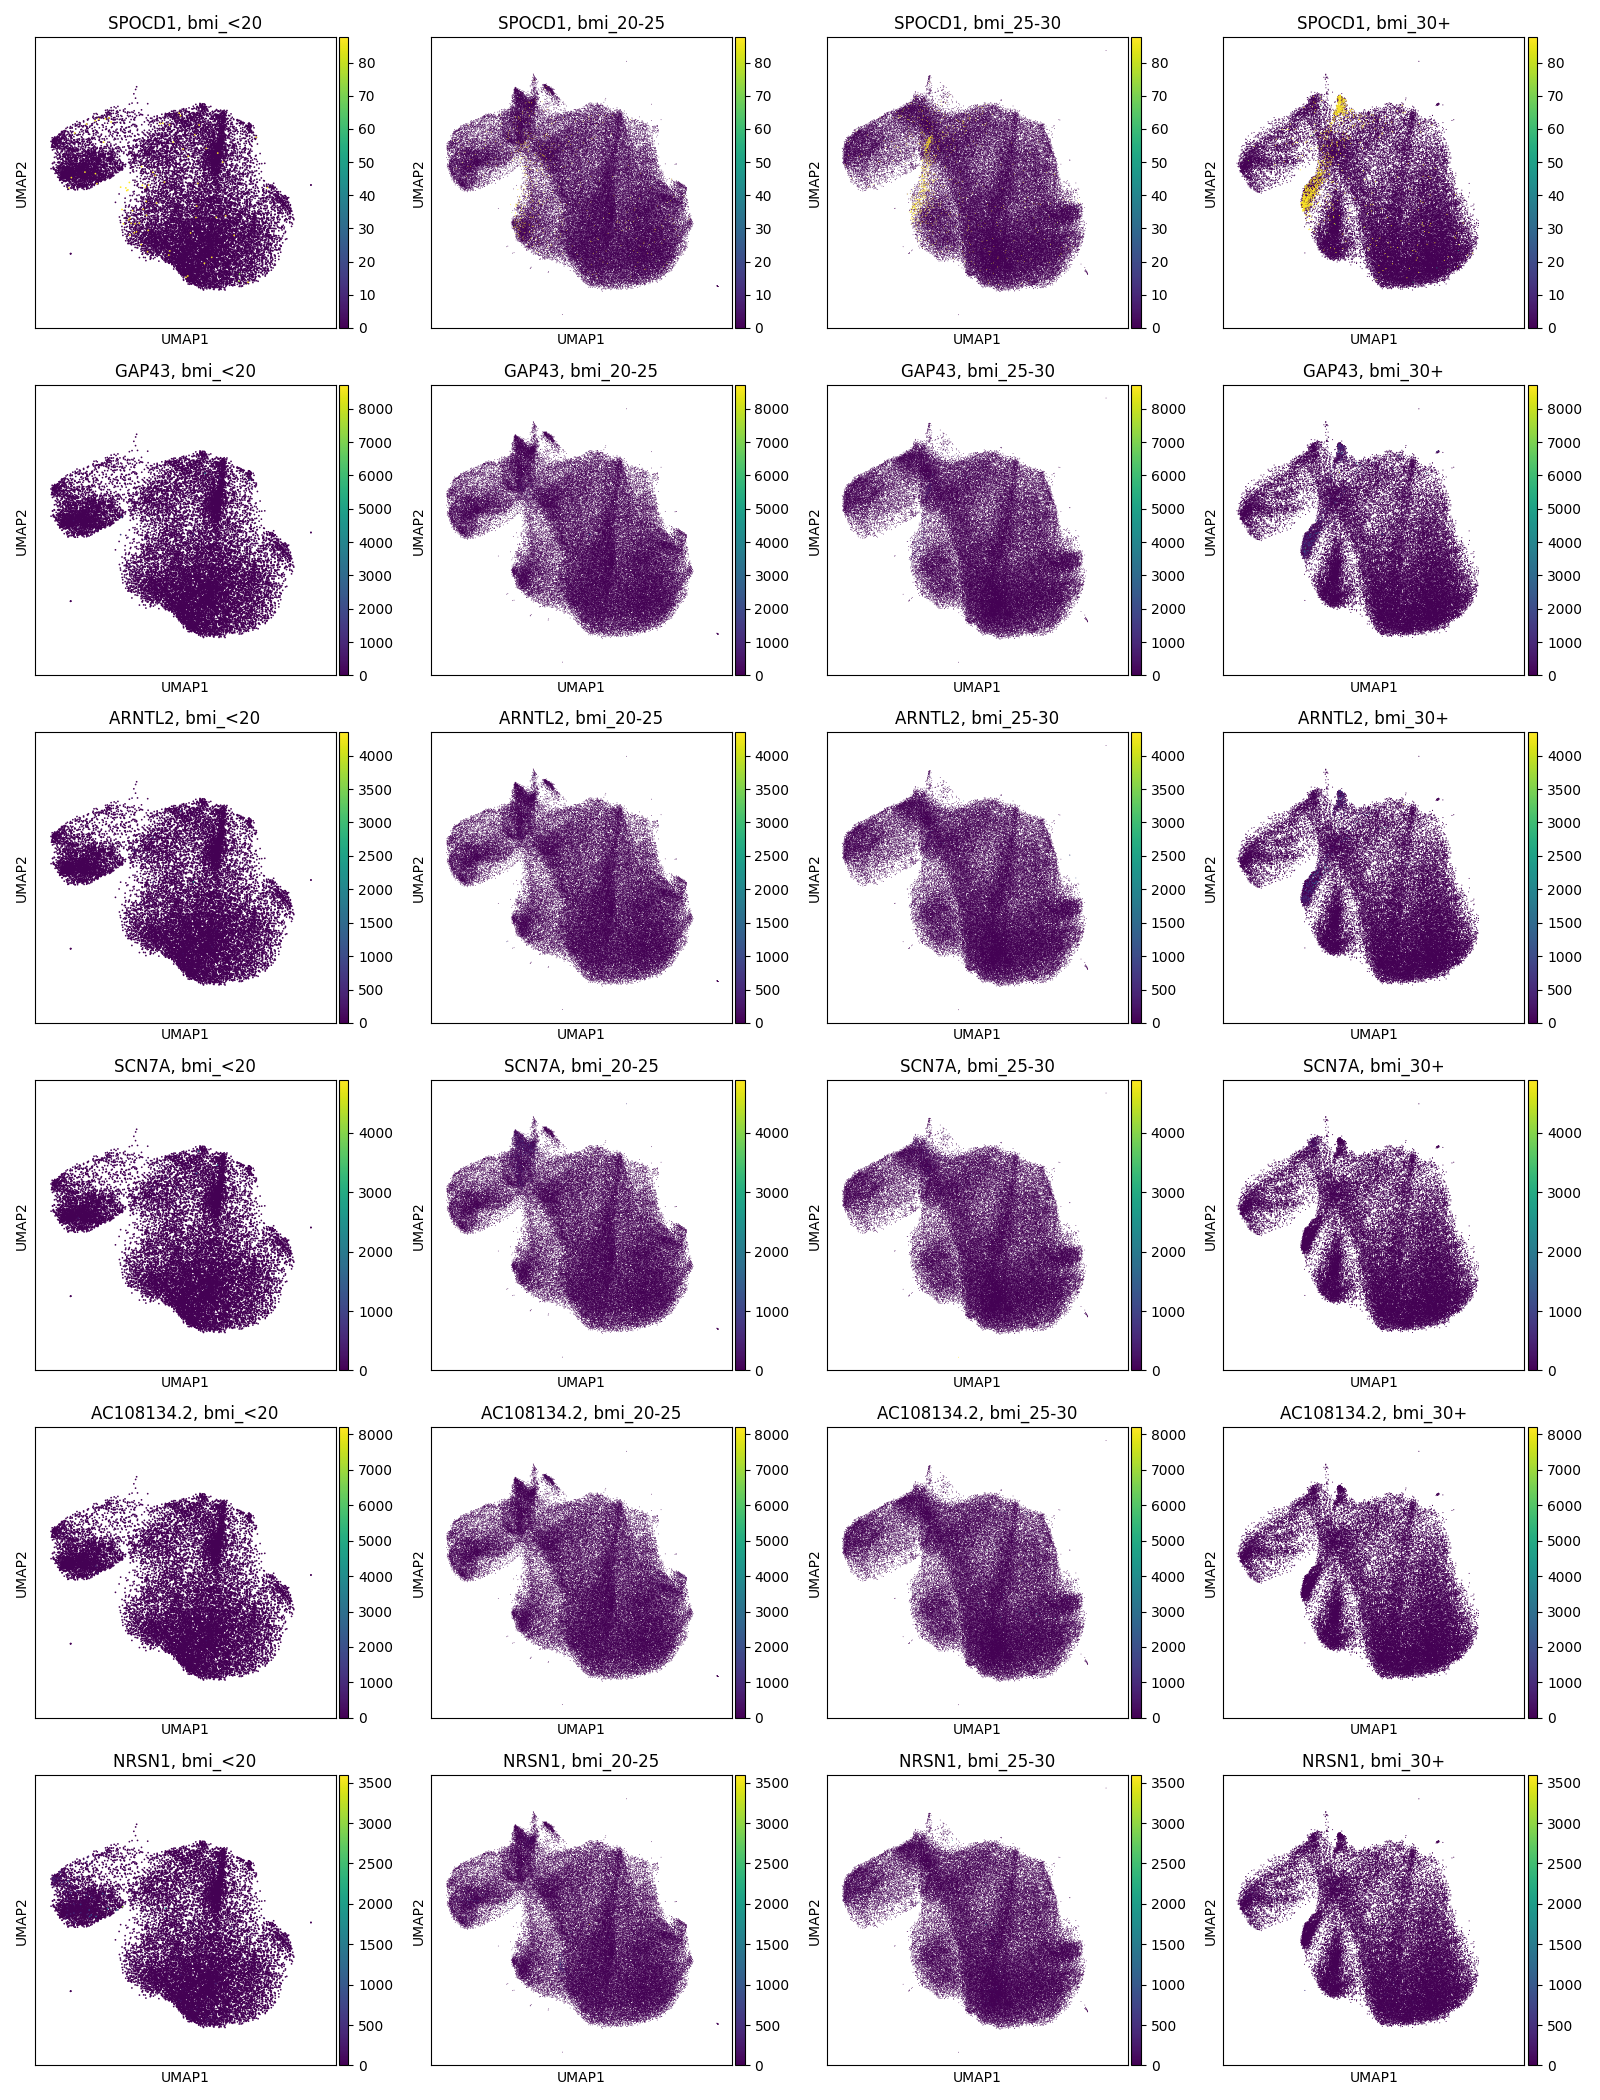 SPOCD1, bmi_<20 SPOCD1, bmi_20-25 SPOCD1, bmi_25-30 SPOCD1, bmi_30+
UMAP2 80 70 60 50 40 30 20 10 0 UMAP2 80 70 60 50 40 30 20 10 0 UMAP2 80 70 60 50 40 30 20 10 0 UMAP2 80 70 60 50 40 30 20 10 0
UMAP1 UMAP1 UMAP1 UMAP1
GAP43, bmi_<20 GAP43, bmi_20-25 GAP43, bmi_25-30 GAP43, bmi_30+
UMAP2 8000 7000 6000 5000 4000 3000 2000 1000 0 UMAP2 8000 7000 6000 5000 4000 3000 2000 1000 0 UMAP2 8000 7000 6000 5000 4000 3000 2000 1000 0 UMAP2 8000 7000 6000 5000 4000 3000 2000 1000 0
UMAP1 UMAP1 UMAP1 UMAP1
ARNTL2, bmi_<20 ARNTL2, bmi_20-25 ARNTL2, bmi_25-30 ARNTL2, bmi_30+
UMAP2 4000 3500 3000 2500 2000 1500 1000 500 0 UMAP2 4000 3500 3000 2500 2000 1500 1000 500 0 UMAP2 4000 3500 3000 2500 2000 1500 1000 500 0 UMAP2 4000 3500 3000 2500 2000 1500 1000 500 0
UMAP1 UMAP1 UMAP1 UMAP1
SCN7A, bmi_<20 SCN7A, bmi_20-25 SCN7A, bmi_25-30 SCN7A, bmi_30+
UMAP2 4000 3000 2000 1000 0 UMAP2 4000 3000 2000 1000 0 UMAP2 4000 3000 2000 1000 0 UMAP2 4000 3000 2000 1000 0
UMAP1 UMAP1 UMAP1 UMAP1
AC108134.2, bmi_<20 AC108134.2, bmi_20-25 AC108134.2, bmi_25-30 AC108134.2, bmi_30+
UMAP2 8000 7000 6000 5000 4000 3000 2000 1000 0 UMAP2 8000 7000 6000 5000 4000 3000 2000 1000 0 UMAP2 8000 7000 6000 5000 4000 3000 2000 1000 0 UMAP2 8000 7000 6000 5000 4000 3000 2000 1000 0
UMAP1 UMAP1 UMAP1 UMAP1
NRSN1, bmi_<20 NRSN1, bmi_20-25 NRSN1, bmi_25-30 NRSN1, bmi_30+
UMAP2 3500 3000 2500 2000 1500 1000 500 0 UMAP2 3500 3000 2500 2000 1500 1000 500 0 UMAP2 3500 3000 2500 2000 1500 1000 500 0 UMAP2 3500 3000 2500 2000 1500 1000 500 0
UMAP1 UMAP1 UMAP1 UMAP1